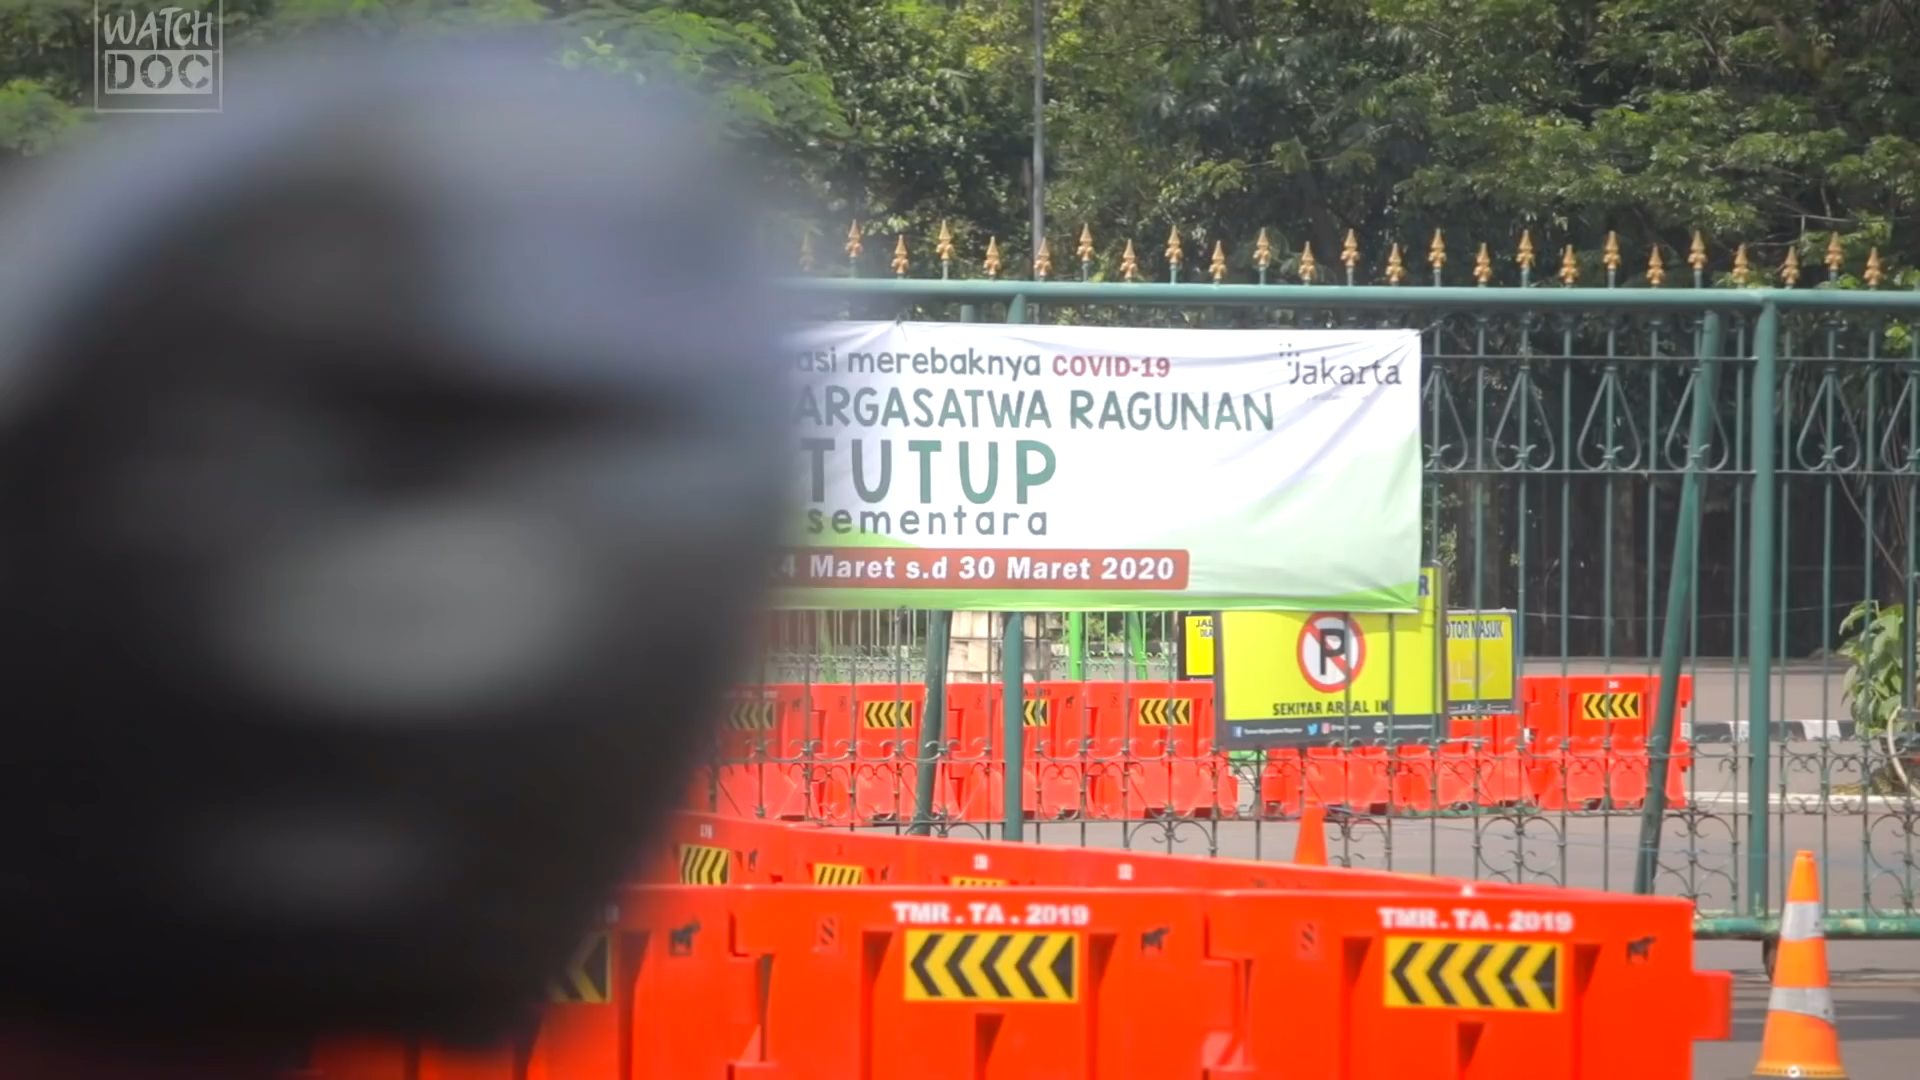 WATCH
DOC
asi merebaknya COVID-19
Jakarta
ARGASATWA RAGUNAN
TUTUP
sementara
4 Maret s.d 30 Maret 2020
P
OTOR MASUK
SEKITAR AREAL IN
TMR.TA.2019
TMR.TA.2019